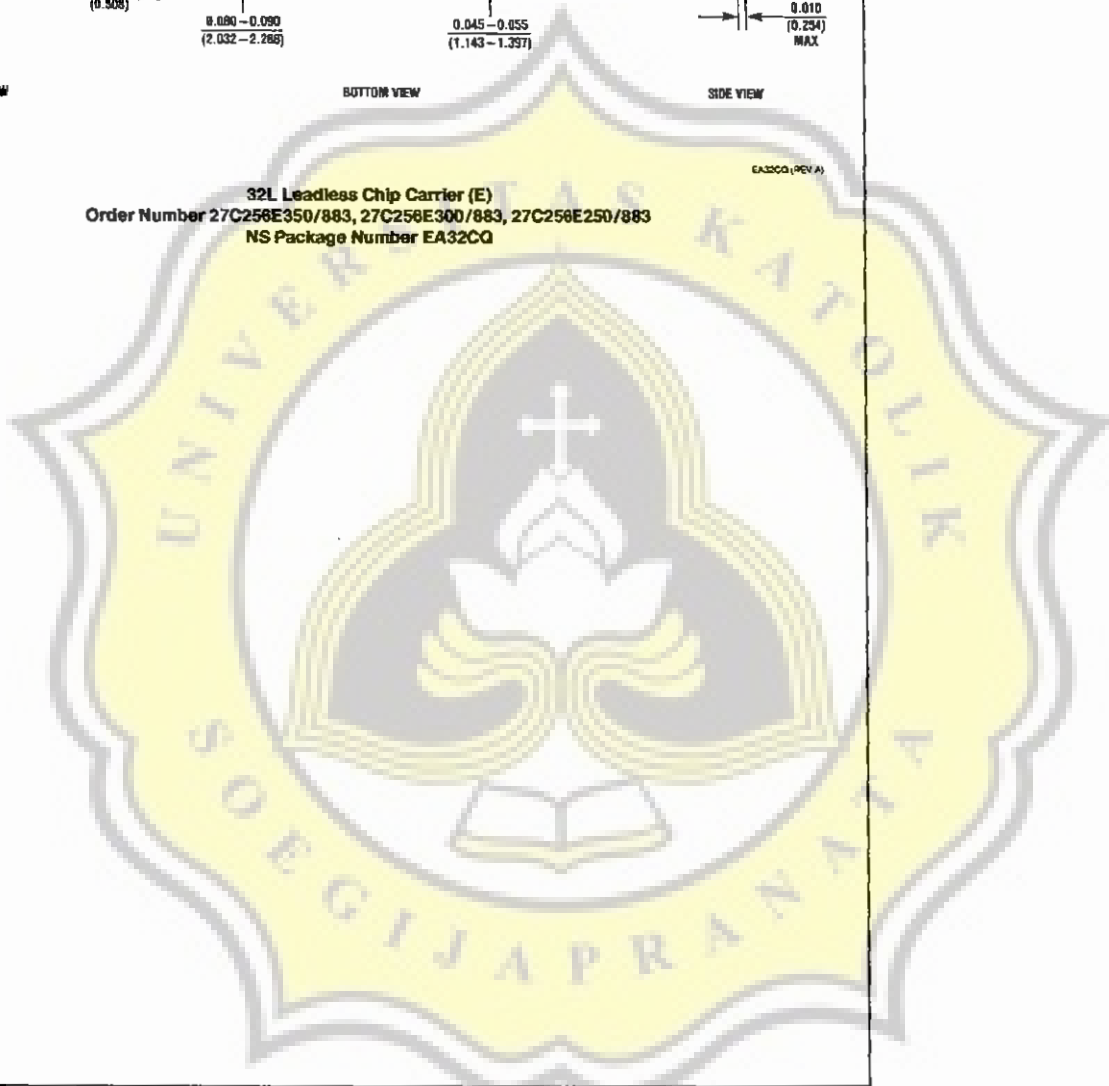 (0.508)
0.080–0.090
(2.032–2.286)
0.045–0.055
(1.143–1.397)
0.010
(0.254)
MAX
BOTTOM VIEW
SIDE VIEW
EA32CQ (REV A)
32L Leadless Chip Carrier (E)
Order Number 27C256E350/883, 27C256E300/883, 27C256E250/883
NS Package Number EA32CQ
UNIVERSITAS KATOLIK
SOEGIJAPRANATA